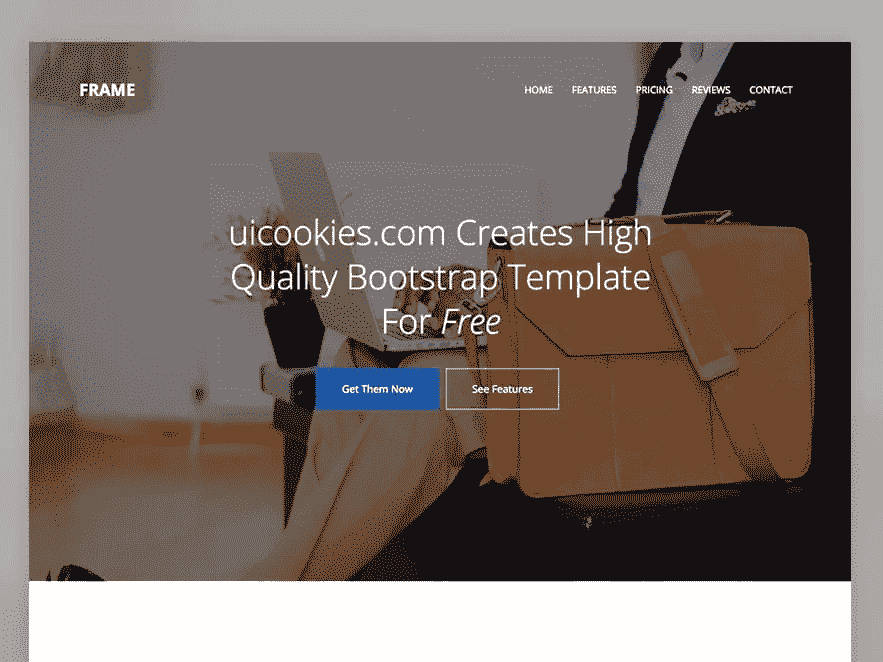 FRAME
HOME FEATURES PRICING REVIEWS CONTACT
uicookies.com Creates High
Quality Bootstrap Template
For Free
Get Them Now See Features